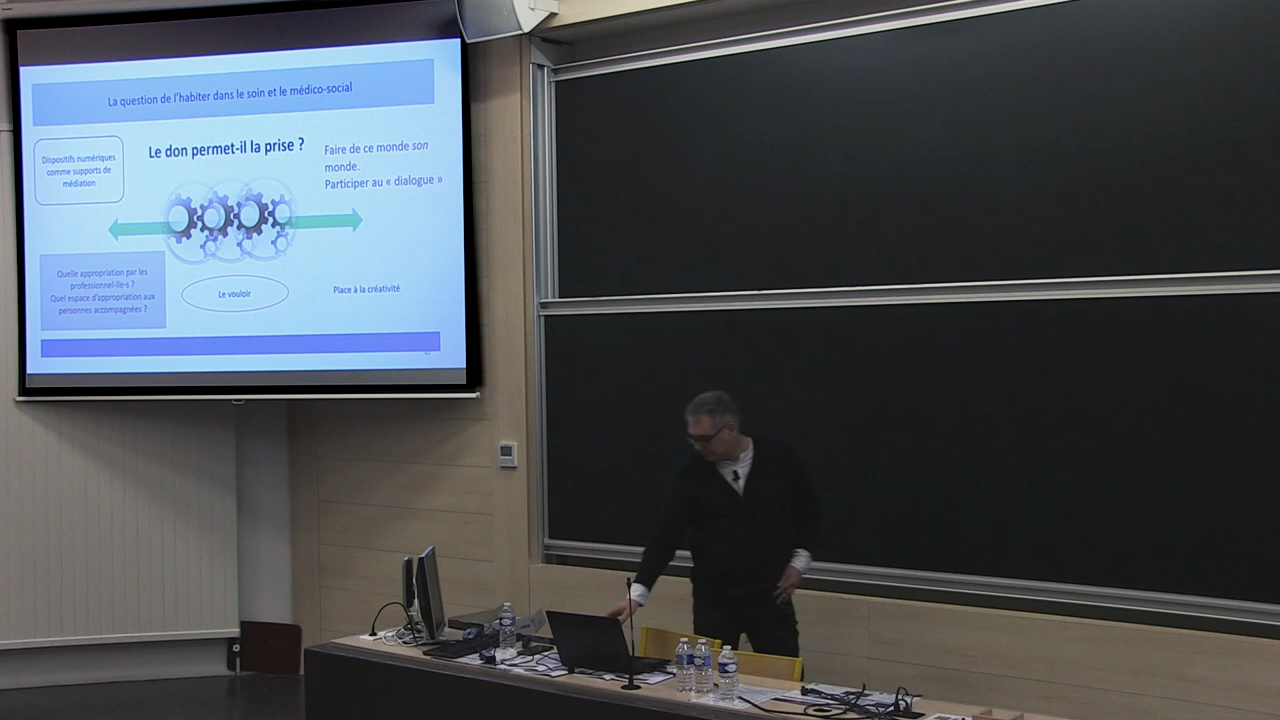 La question de l'habiter dans le soin et le médico-social
Dispositifs numériques
comme supports de
médiation
Le don permet-il la prise ?
Faire de ce monde son
monde.
Participer au « dialogue »
Quelle appropriation par les
professionnel-lle-s ?
Quel espace d'appropriation aux
personnes accompagnées ?
Le vouloir
Place à la créativité